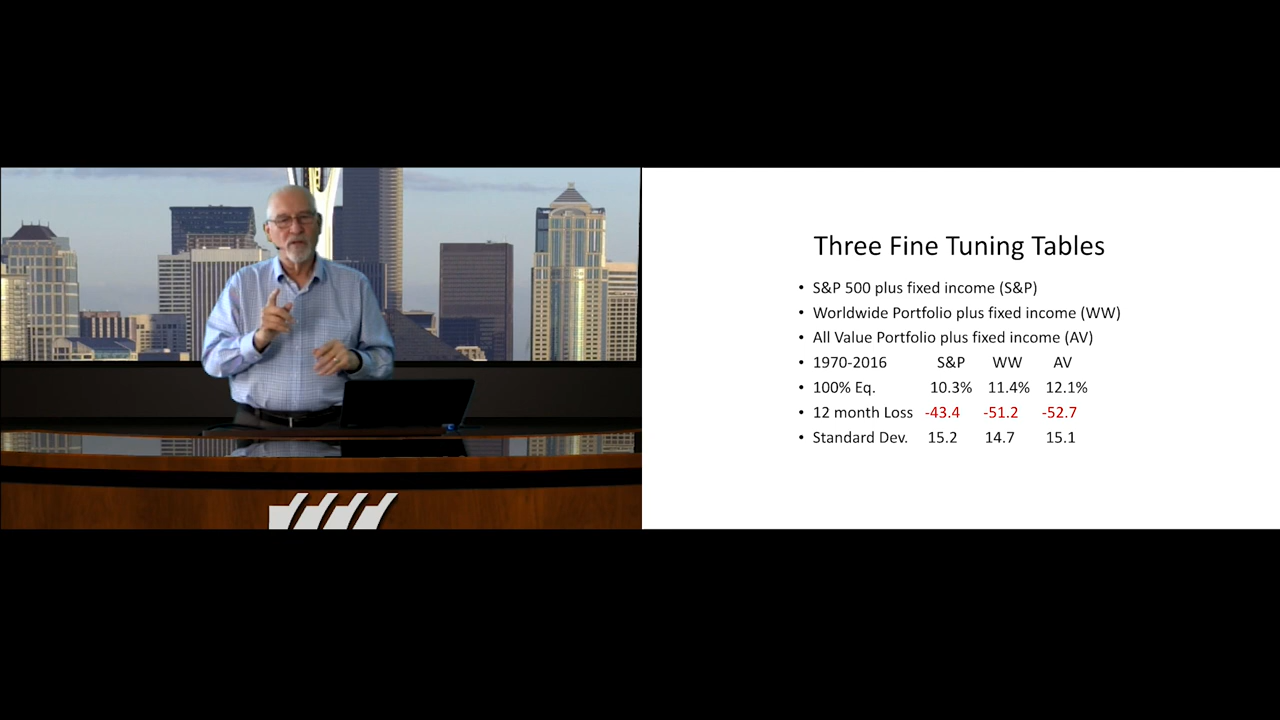 Three Fine Tuning Tables
• S&P 500 plus fixed income (S&P)
• Worldwide Portfolio plus fixed income (WW)
• All Value Portfolio plus fixed income (AV)
• 1970-2016 S&P WW AV
• 100% Eq. 10.3% 11.4% 12.1%
• 12 month Loss -43.4 -51.2 -52.7
• Standard Dev. 15.2 14.7 15.1